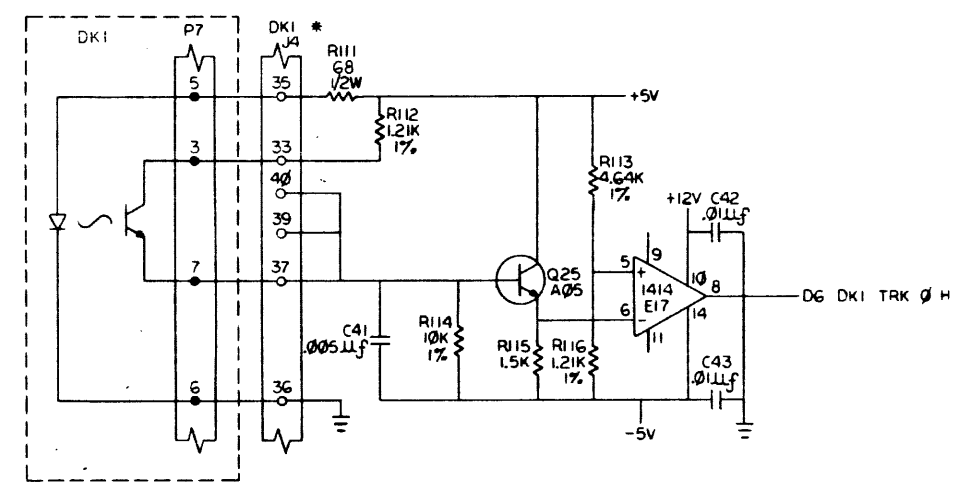 DK1
P7
DK1 *
J4
R111
68
1/2W
5
35
+5V
R112
1.21K
1%
3
33
40
39
R113
4.64K
1%
+12V
C42
.01µf
7
37
Q25
A05
5
+
9
10
1414
E17
8
6
-
14
11
D6 DK1 TRK 0 H
C41
.005µf
R114
10K
1%
R115
1.5K
R116
1.21K
1%
C43
.01µf
6
36
-5V